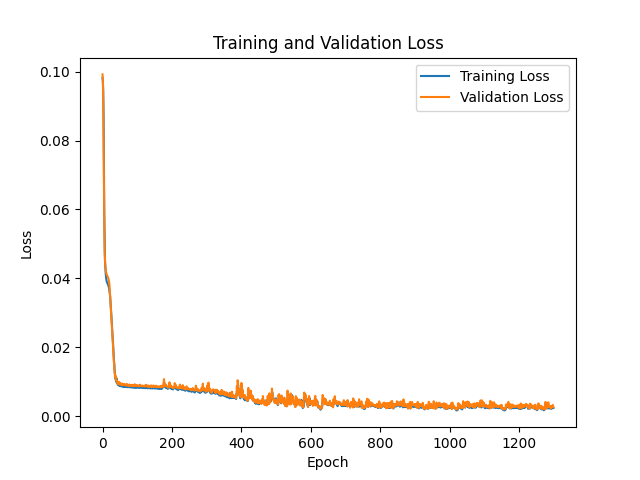 Training and Validation Loss
Training Loss
Validation Loss
Loss
0.10
0.08
0.06
0.04
0.02
0.00
0 200 400 600 800 1000 1200
Epoch